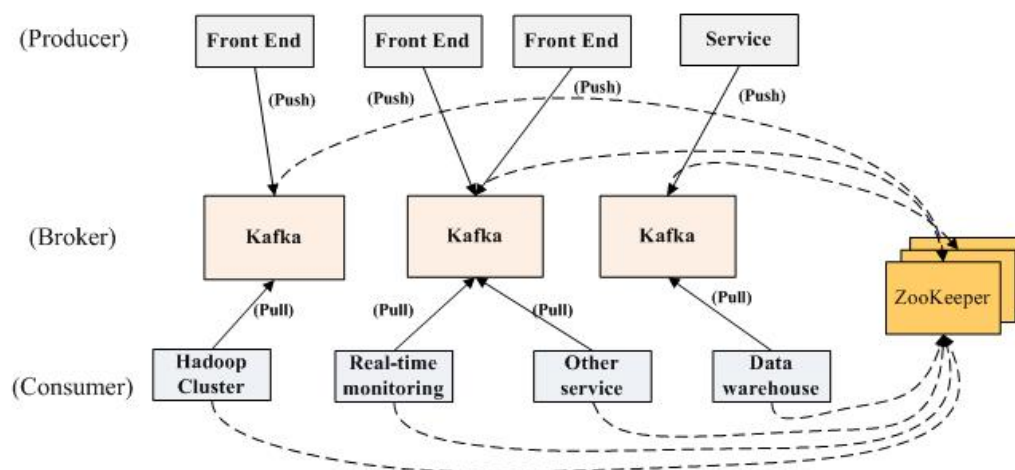 (Producer)
Front End
Front End
Front End
Service
(Push)
(Push)
(Push)
(Push)
(Broker)
Kafka
Kafka
Kafka
ZooKeeper
(Pull)
(Pull)
(Pull)
(Pull)
(Consumer)
Hadoop
Cluster
Real-time
monitoring
Other
service
Data
warehouse